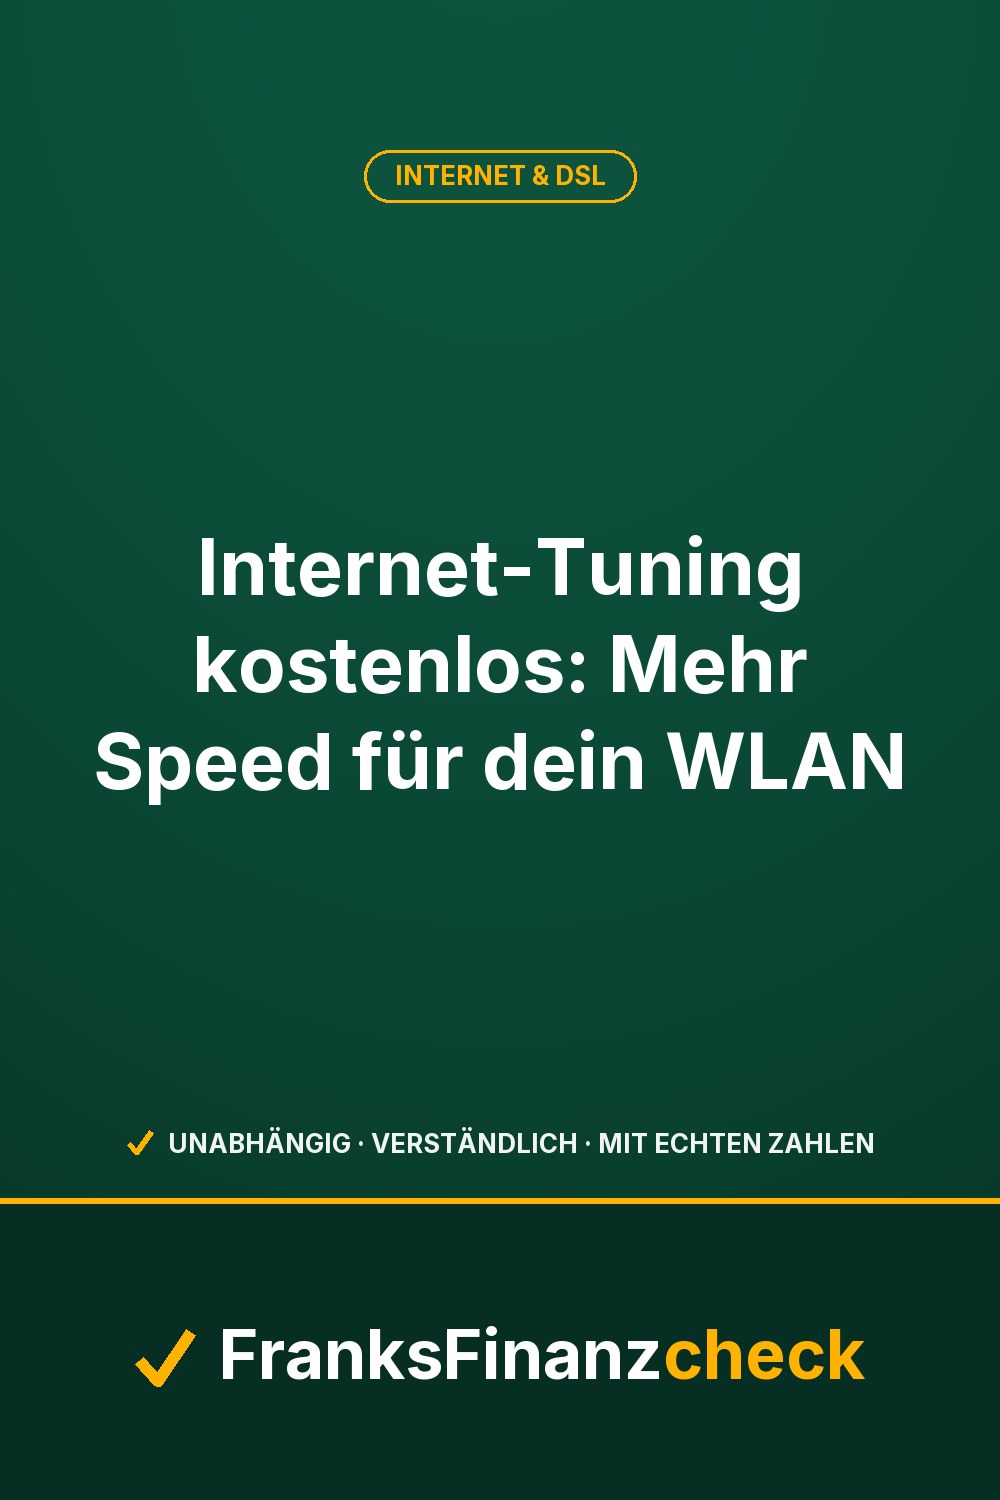 INTERNET & DSL
Internet-Tuning
kostenlos: Mehr
Speed für dein WLAN
UNABHÄNGIG · VERSTÄNDLICH · MIT ECHTEN ZAHLEN
FranksFinanzcheck